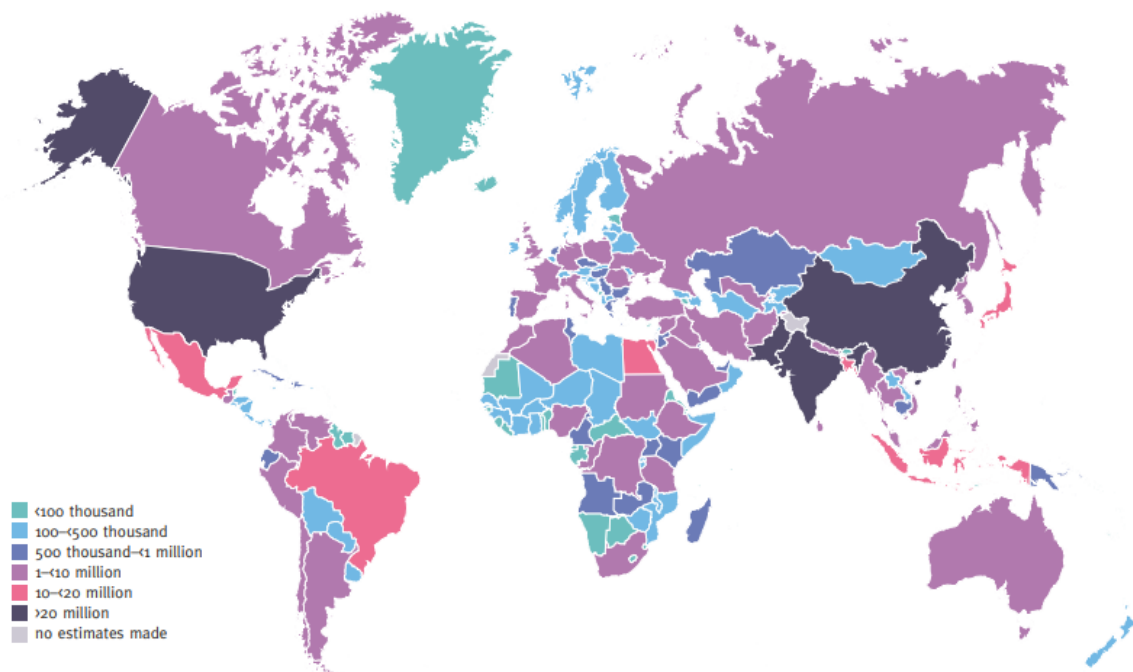 <100 thousand
100–<500 thousand
500 thousand–<1 million
1–<10 million
10–<20 million
>20 million
no estimates made